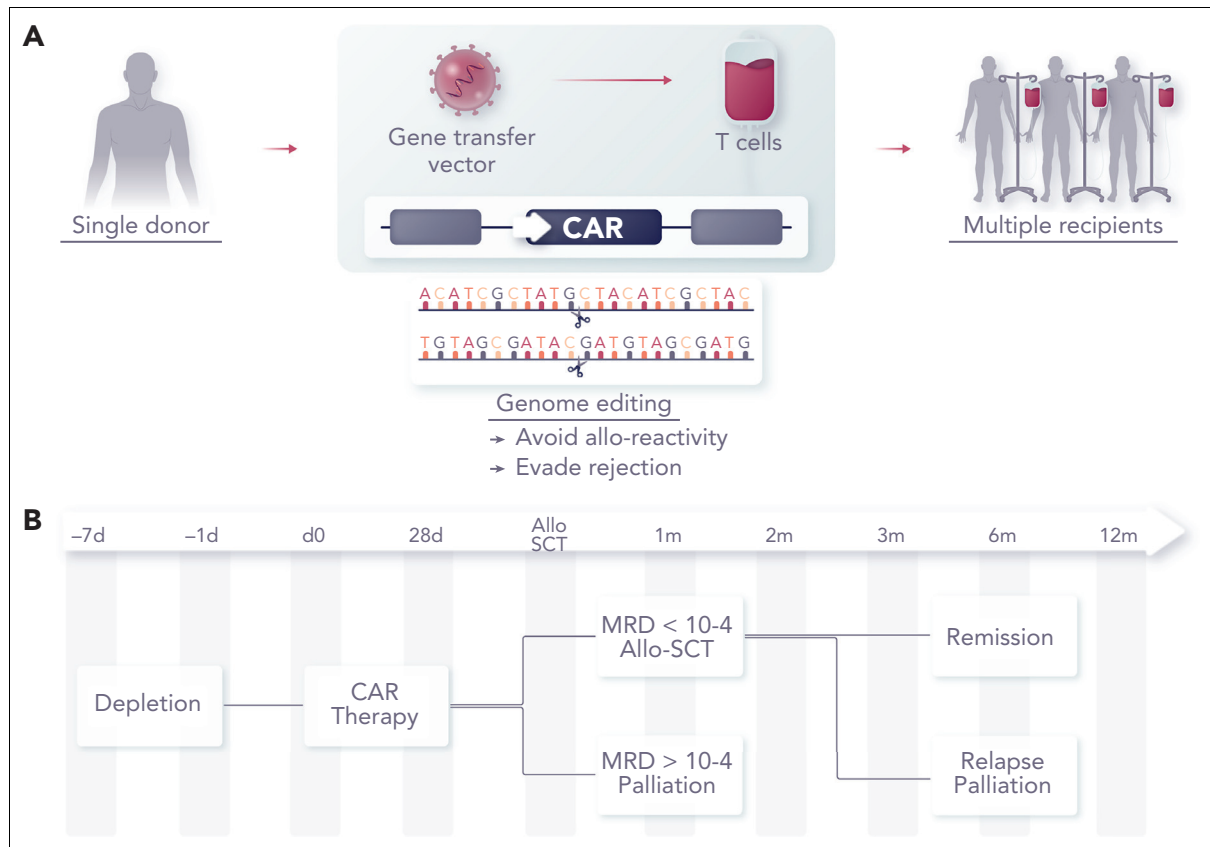 A
Gene transfer
vector
T cells
Single donor
CAR
Multiple recipients
ACATCGCTATGCTACATCGCTAC
TGTAGCGATACGATGTAGCGATG
Genome editing
→ Avoid allo-reactivity
→ Evade rejection
B
–7d
–1d
d0
28d
Allo
SCT
1m
2m
3m
6m
12m
Depletion
CAR
Therapy
MRD < 10-4
Allo-SCT
MRD > 10-4
Palliation
Remission
Relapse
Palliation